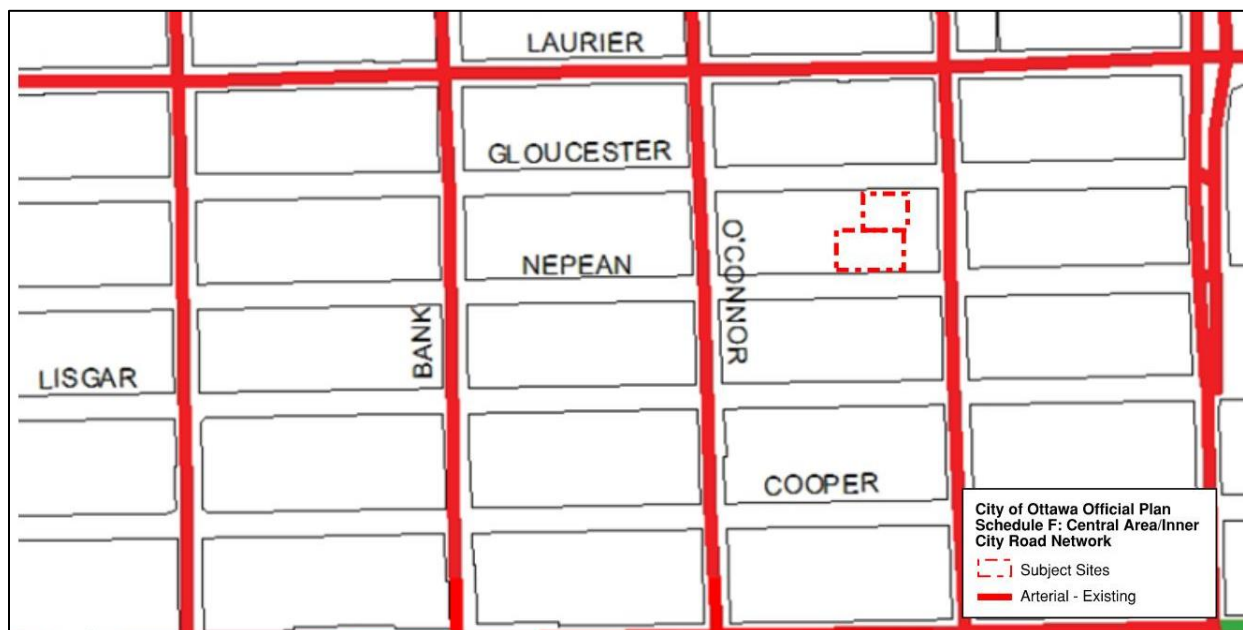 LAURIER
GLOUCESTER
NEPEAN
O'CONNOR
BANK
LISGAR
COOPER
City of Ottawa Official Plan
Schedule F: Central Area/Inner
City Road Network
Subject Sites
Arterial - Existing